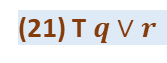 (21) T q ∨ r